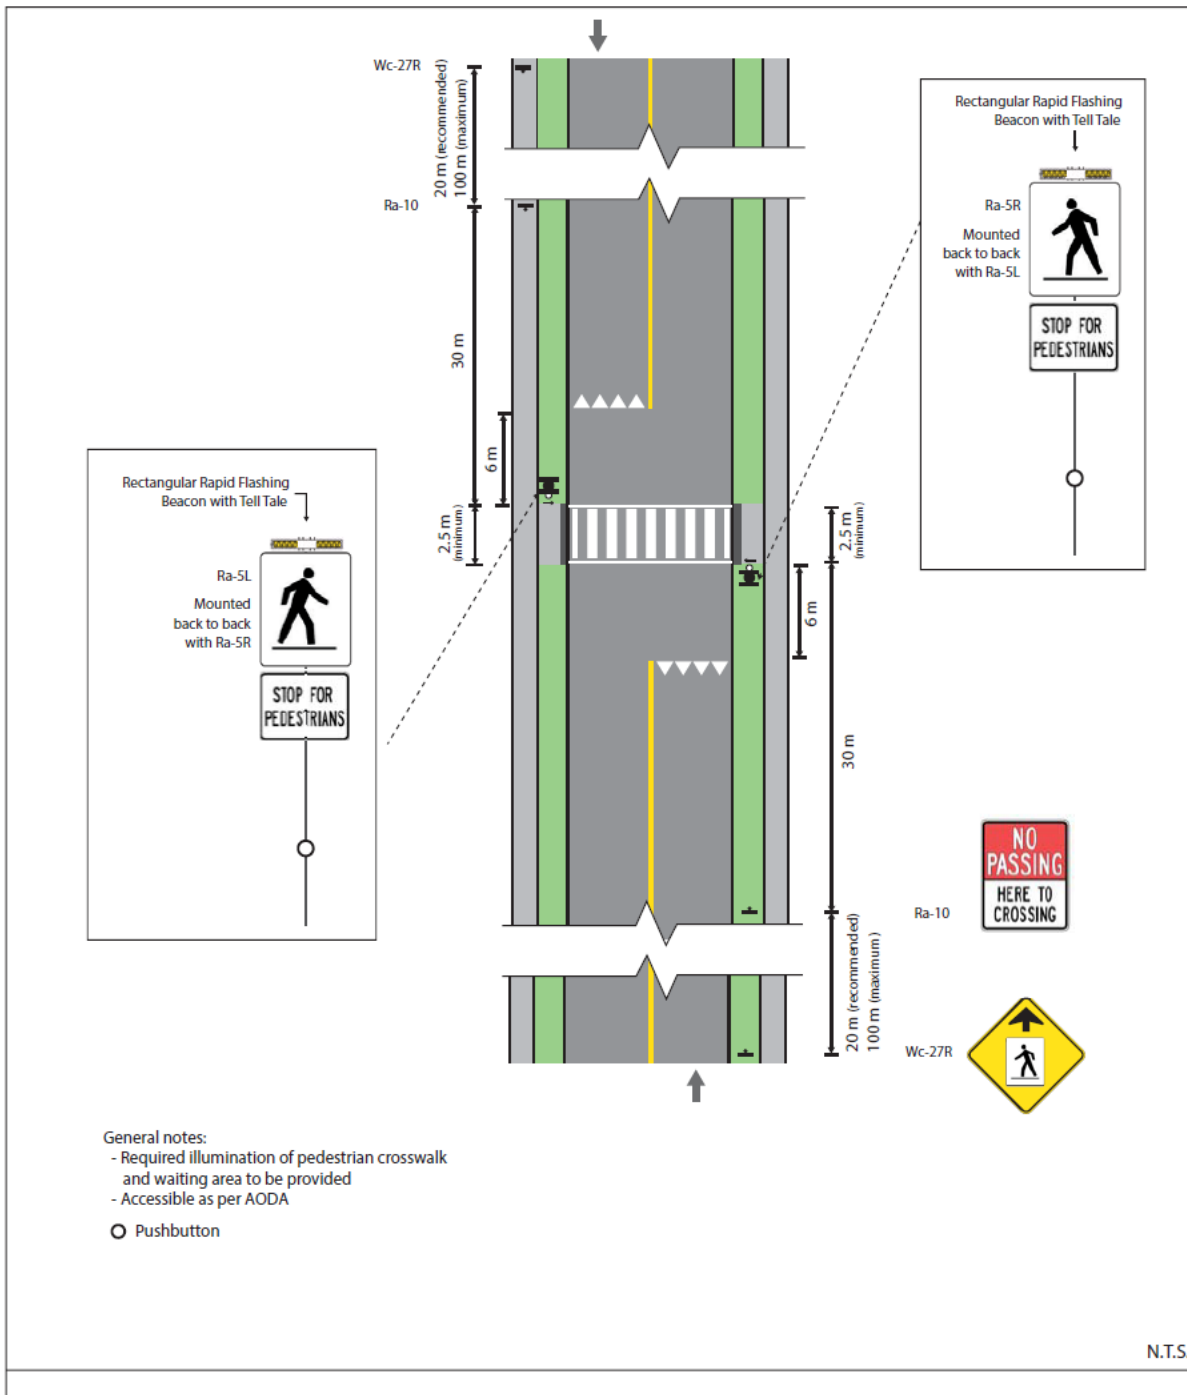 Wc-27R
20 m (recommended)
100 m (maximum)
Ra-10
30 m
6 m
2.5 m
(minimum)
Rectangular Rapid Flashing
Beacon with Tell Tale
Ra-5R
Mounted
back to back
with Ra-5L
STOP FOR
PEDESTRIANS
Rectangular Rapid Flashing
Beacon with Tell Tale
Ra-5L
Mounted
back to back
with Ra-5R
STOP FOR
PEDESTRIANS
2.5 m
(minimum)
6 m
30 m
20 m (recommended)
100 m (maximum)
Ra-10
NO
PASSING
HERE TO
CROSSING
Wc-27R
General notes:
- Required illumination of pedestrian crosswalk
and waiting area to be provided
- Accessible as per AODA
Pushbutton
N.T.S.